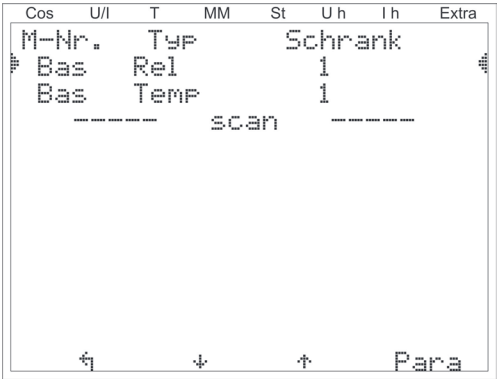 Cos U/I T MM St U h I h Extra
M-Nr. Typ Schrank
Bas Rel 1
Bas Temp 1
----- scan -----
↰ ↓ ↑ Para